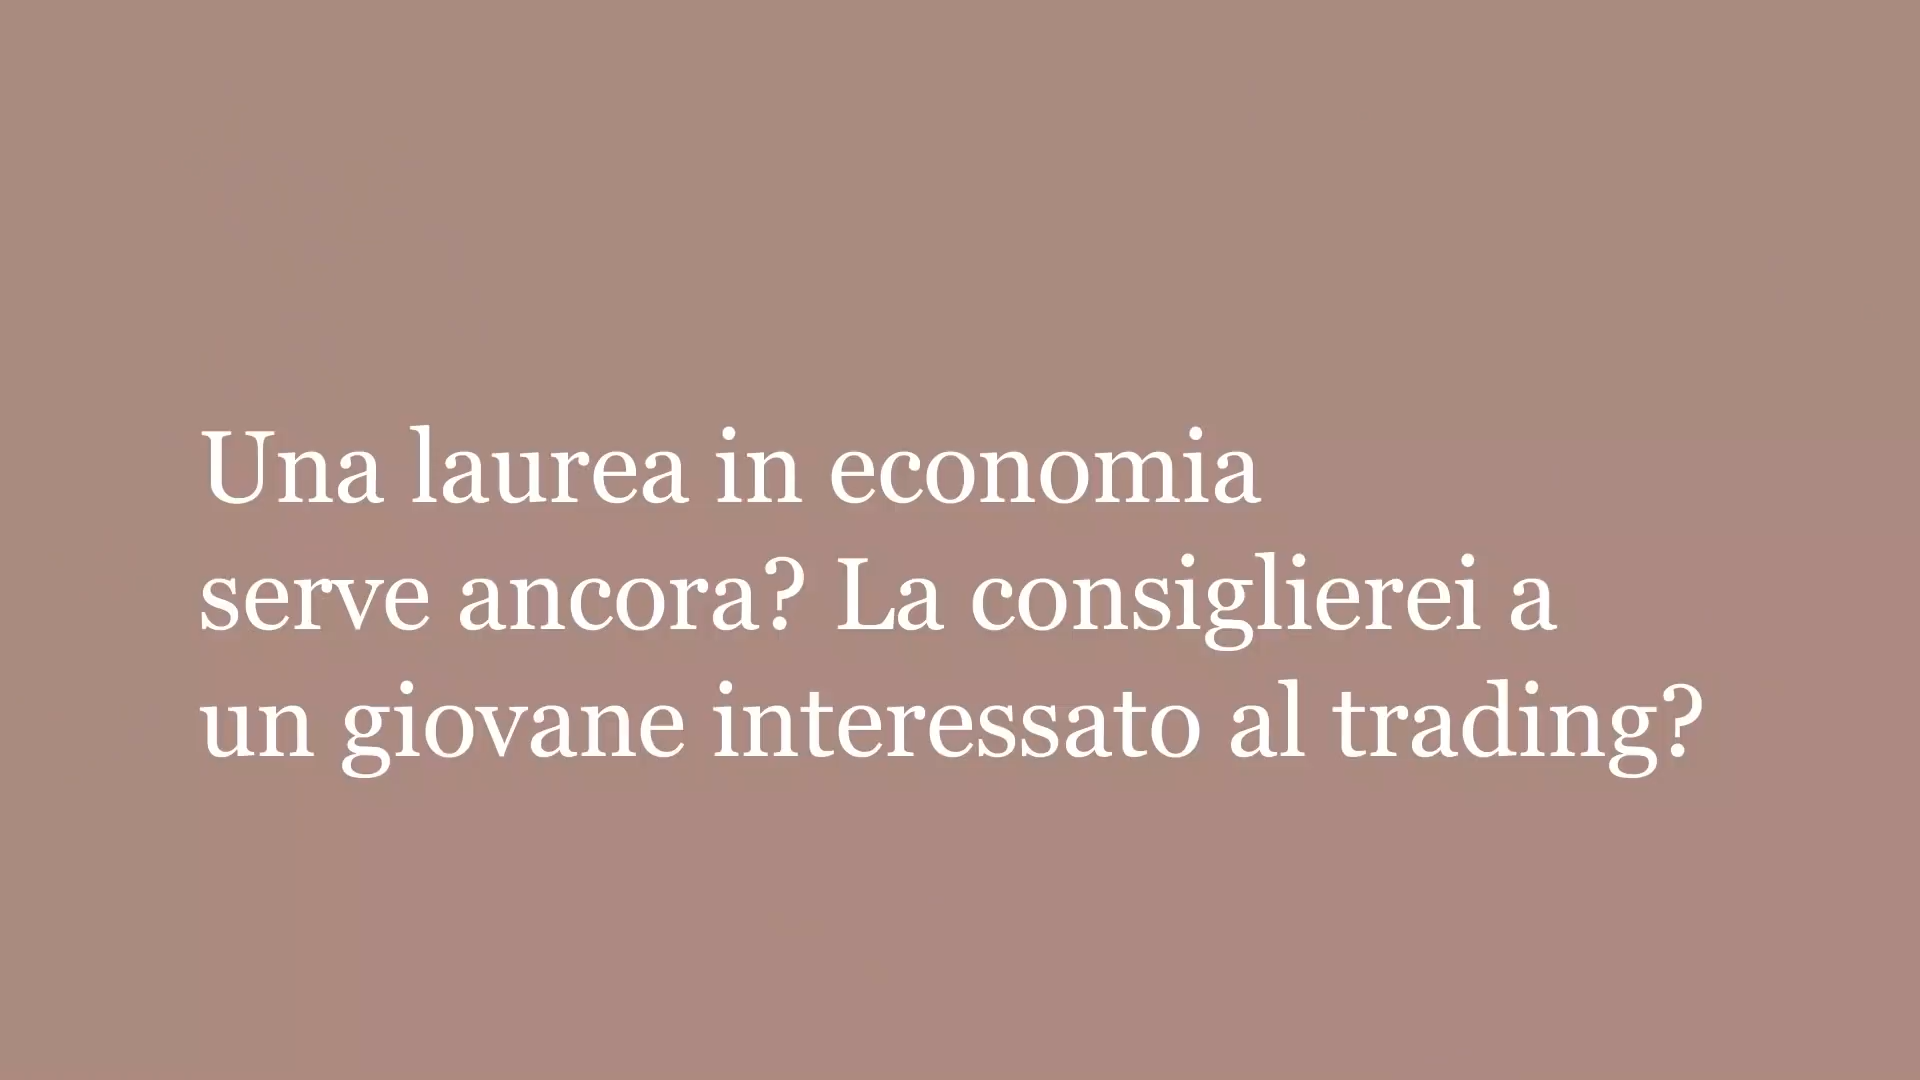 Una laurea in economia
serve ancora? La consiglierei a
un giovane interessato al trading?